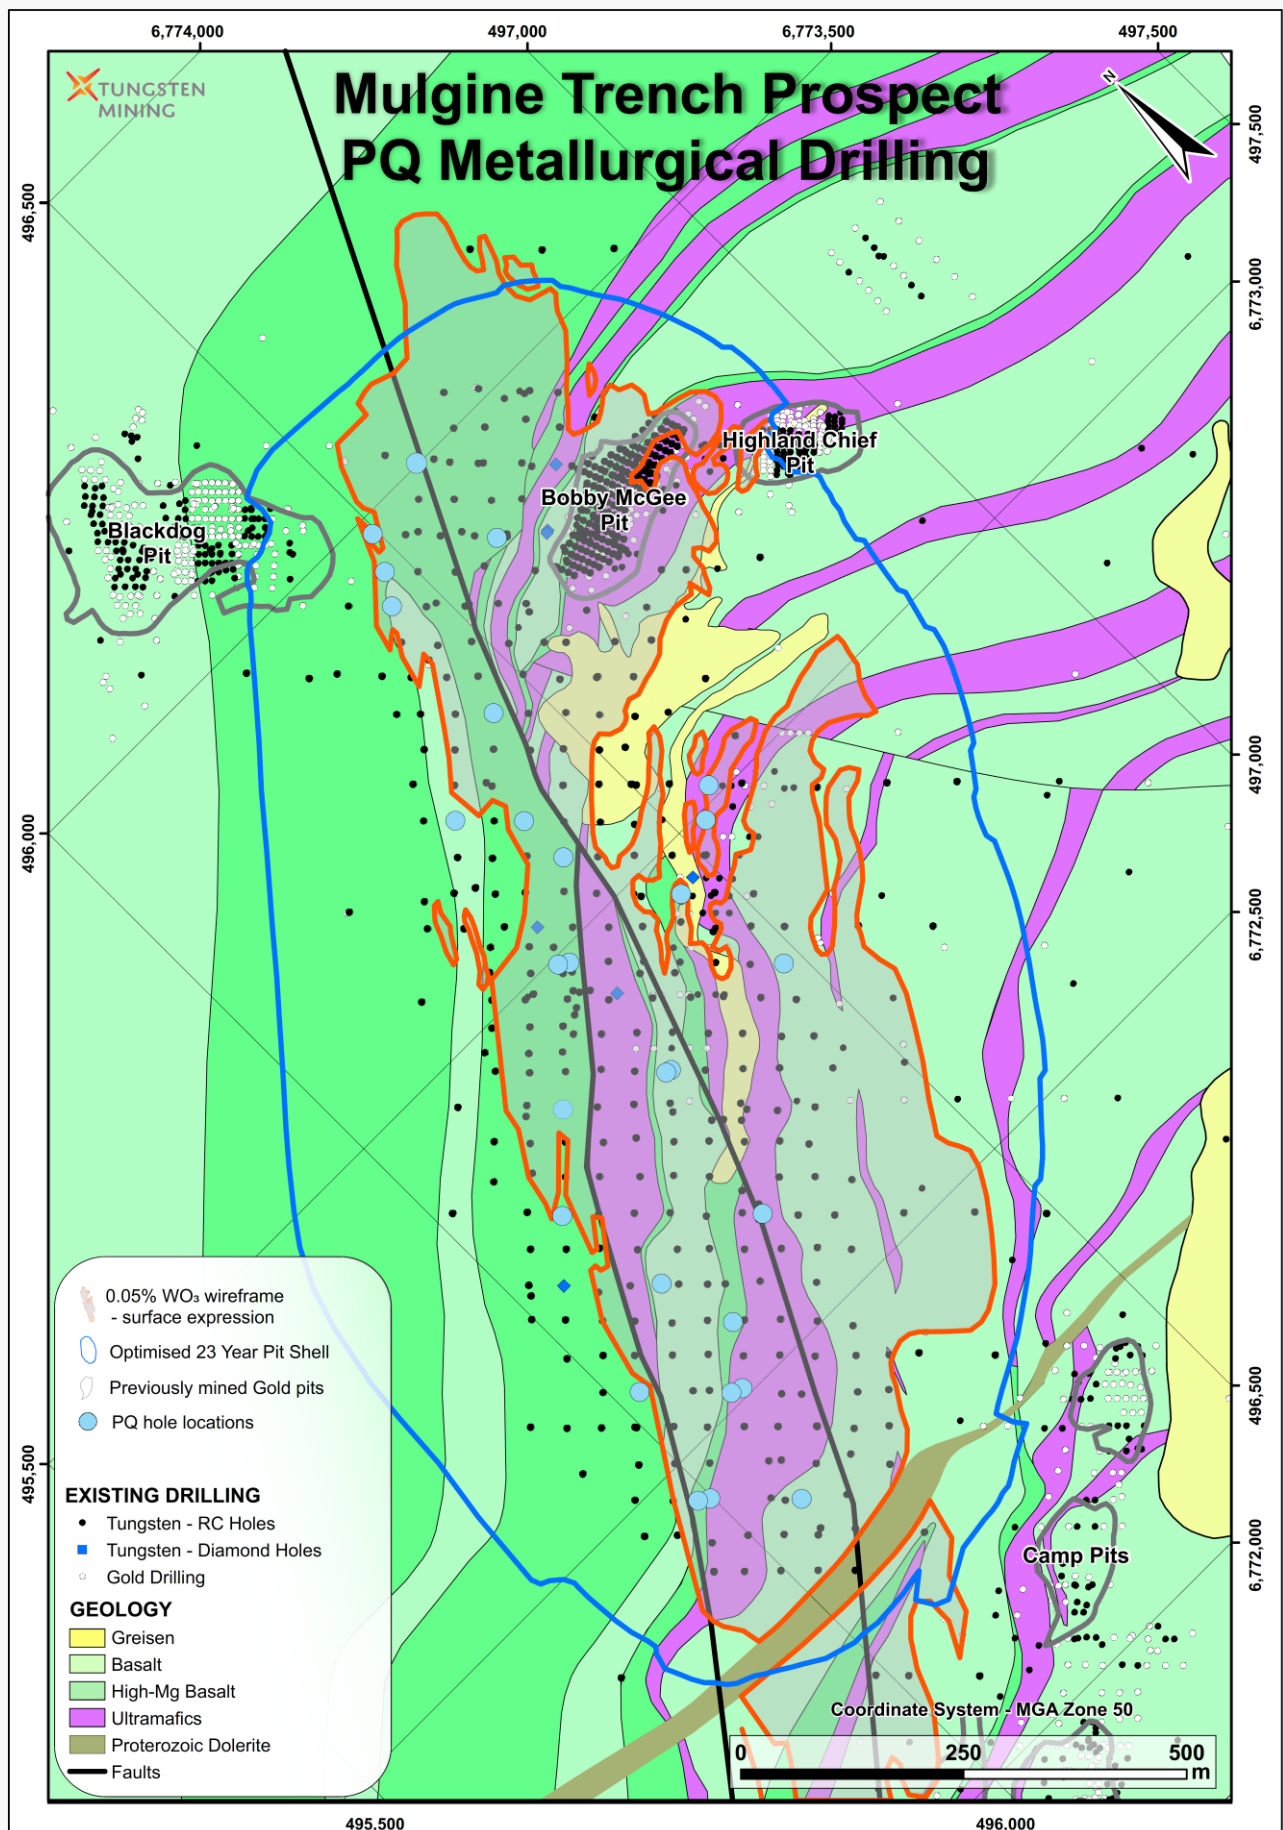 6,774,000
497,000
6,773,500
497,500
TUNGSTEN
MINING
Mulgine Trench Prospect
PQ Metallurgical Drilling
N
497,500
496,500
6,773,000
Highland Chief
Pit
Bobby McGee
Pit
Blackdog
Pit
497,000
496,000
6,772,500
0.05% WO₃ wireframe
- surface expression
Optimised 23 Year Pit Shell
Previously mined Gold pits
PQ hole locations
496,500
495,500
EXISTING DRILLING
Tungsten - RC Holes
Tungsten - Diamond Holes
Gold Drilling
6,772,000
Camp Pits
GEOLOGY
Greisen
Basalt
High-Mg Basalt
Ultramafics
Proterozoic Dolerite
Faults
Coordinate System - MGA Zone 50
0 250 500
m
495,500
496,000